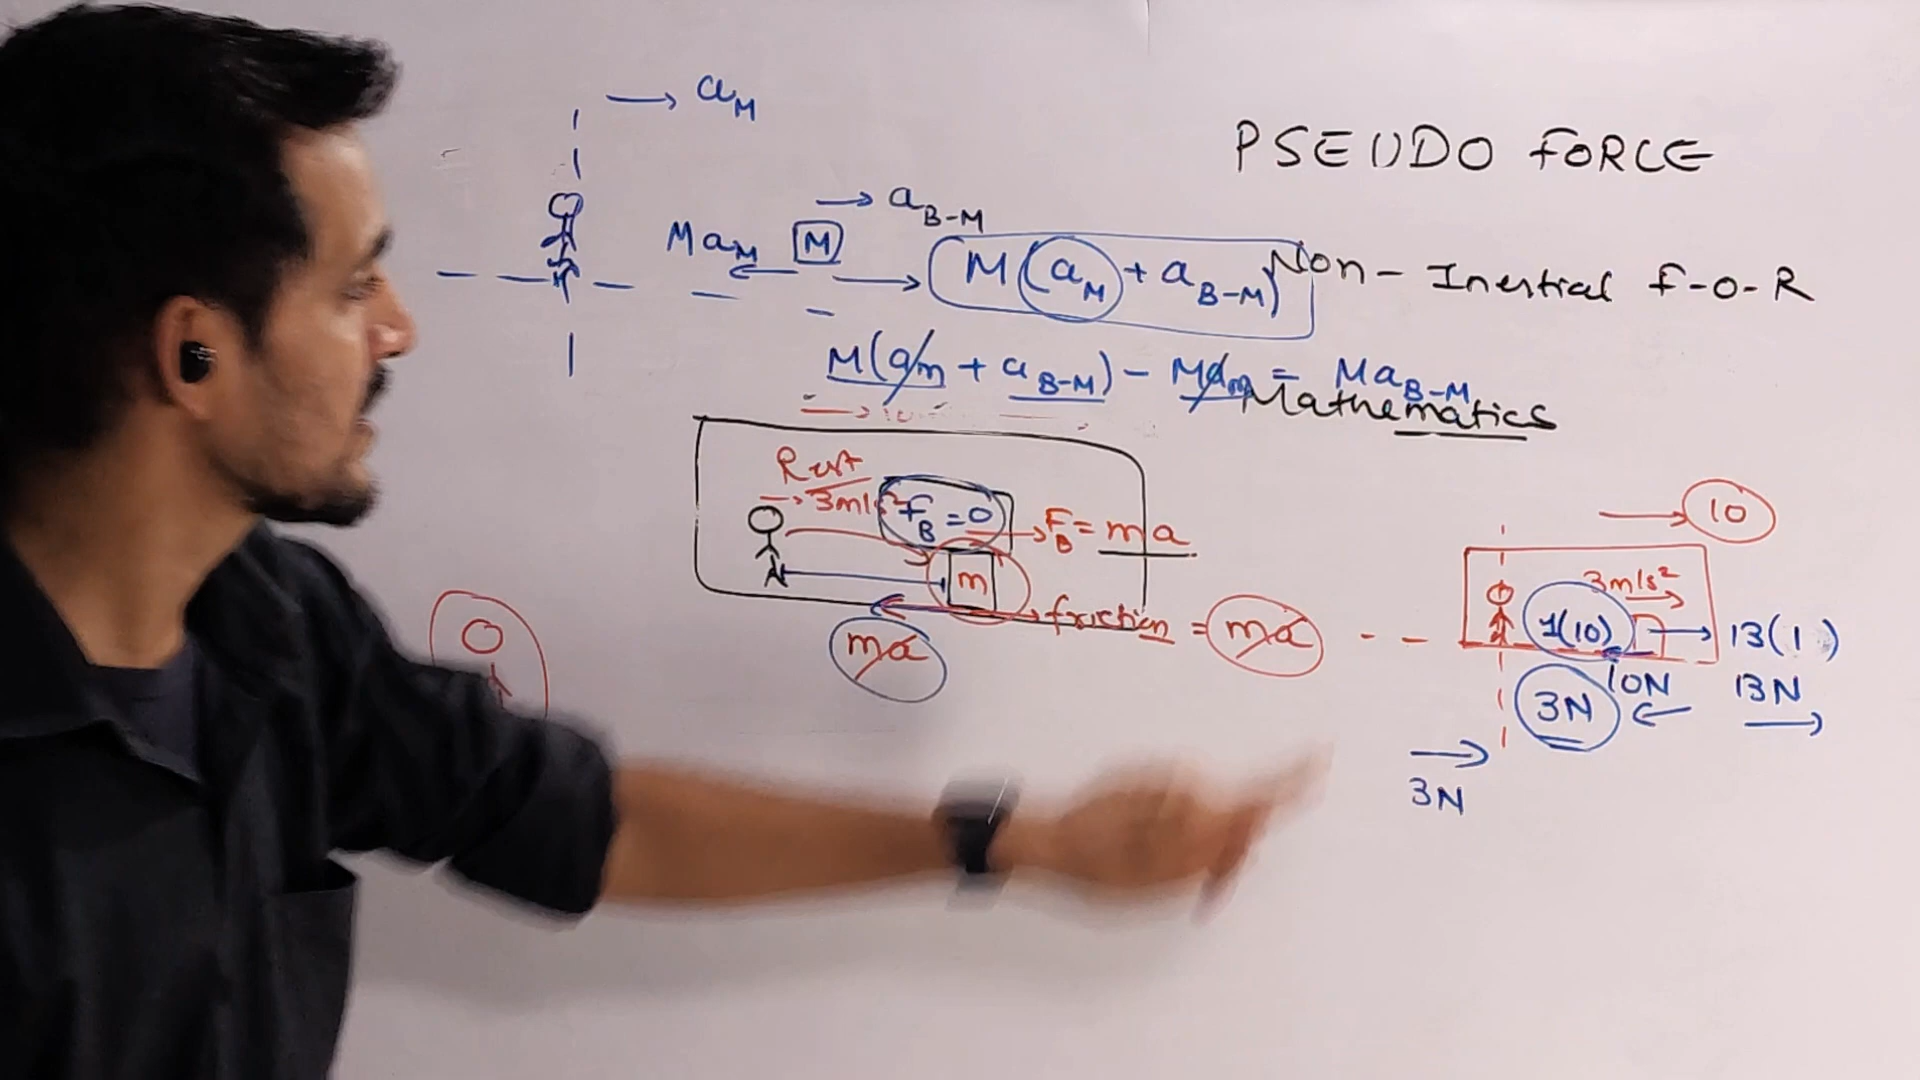 a_M
PSEUDO FORCE
a_B-M
Ma_M M M(a_M + a_B-M)
Non-Inertial F-O-R
M(a_m + a_B-M) - Ma_m = Ma_B-M
Mathematics
Rest
3m/s² F_B = 0 F_B = ma
m
friction = ma
ma
10
3m/s²
1(10) 13(1)
10N 13N
3N
3N